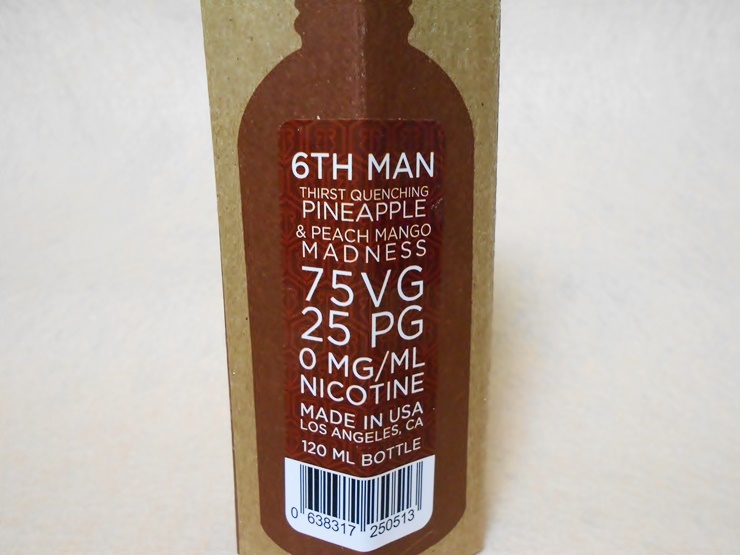 6TH MAN
THIRST QUENCHING
PINEAPPLE
& PEACH MANGO
MADNESS
75VG
25 PG
0 MG/ML
NICOTINE
MADE IN USA
LOS ANGELES, CA
120 ML BOTTLE
0 638317 250513